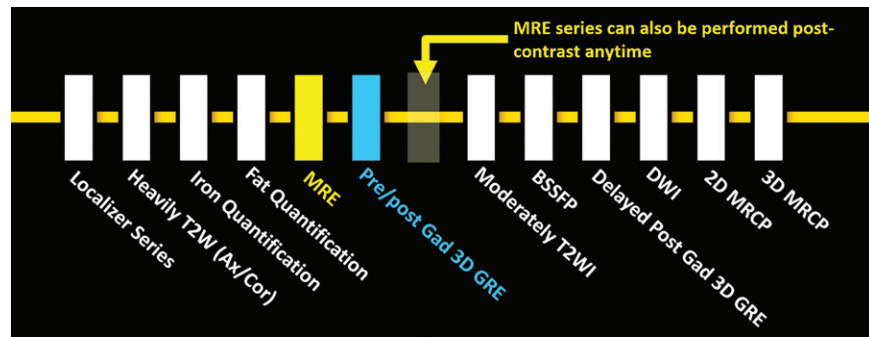 MRE series can also be performed post-
contrast anytime
Localizer Series
Heavily T2W (Ax/Cor)
Iron Quantification
Fat Quantification
MRE
Pre/post Gad 3D GRE
Moderately T2WI
BSSFP
Delayed Post Gad 3D GRE
DWI
2D MRCP
3D MRCP